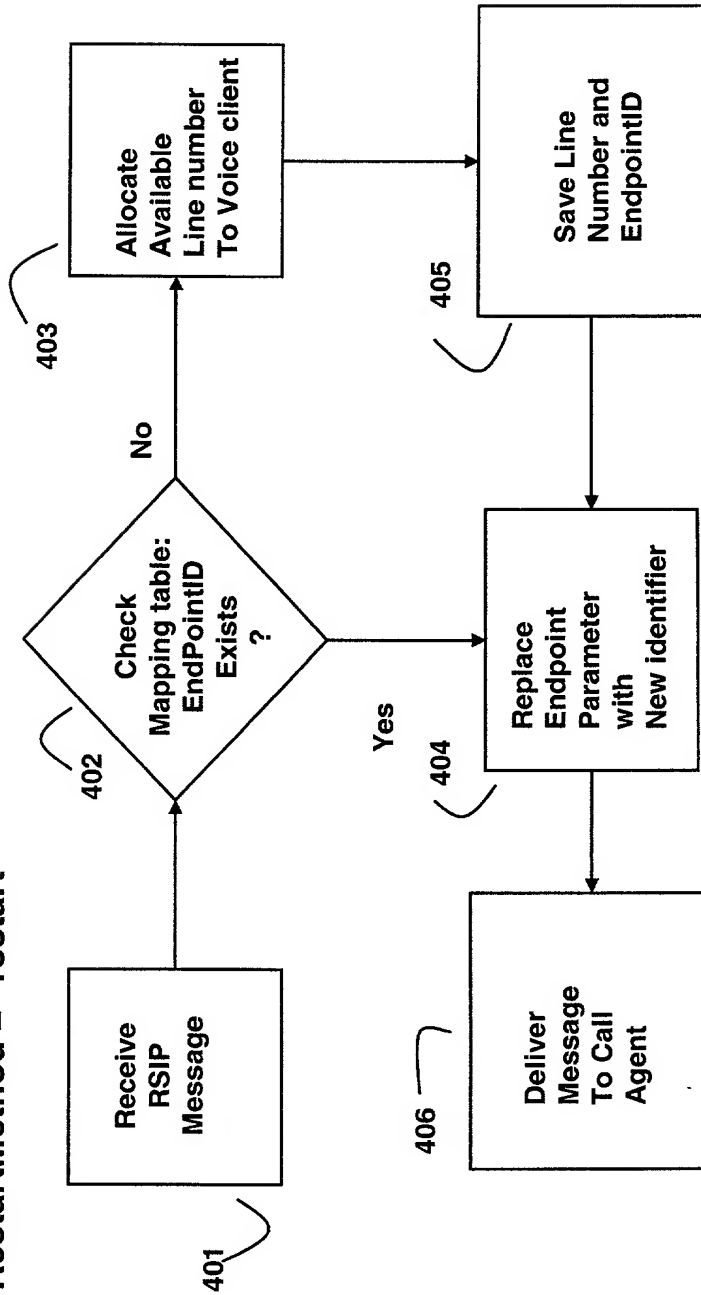 RestartMethod = "restart"
401
Receive
RSIP
Message
402
Check
Mapping table:
EndPointID
Exists
?
No
Yes
403
Allocate
Available
Line number
To Voice client
406
Deliver
Message
To Call
Agent
404
Replace
Endpoint
Parameter
with
New identifier
405
Save Line
Number and
EndpointID